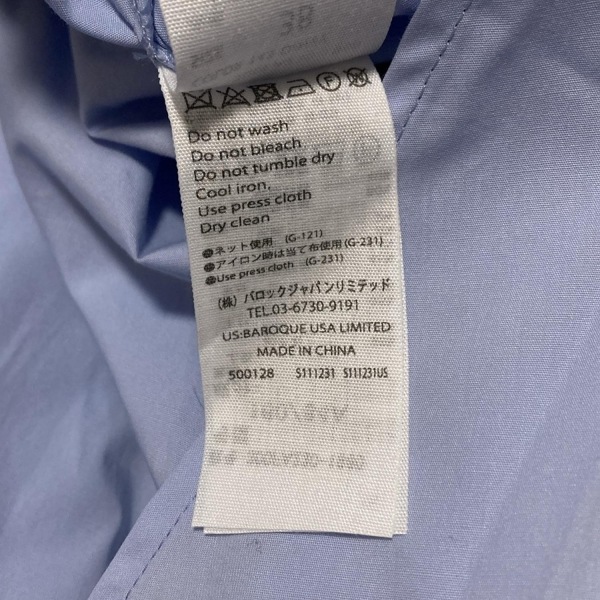 38
Do not wash
Do not bleach
Do not tumble dry
Cool iron.
Use press cloth
Dry clean
ネット使用 (G-121)
アイロン時は当て布使用(G-231)
Use press cloth (G-231)
(株) バロックジャパンリミテッド
TEL.03-6730-9191
US:BAROQUE USA LIMITED
MADE IN CHINA
500128 S111231 S111231US